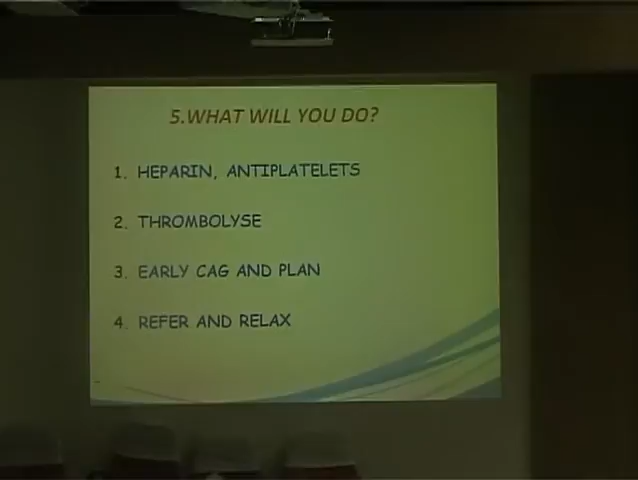 5.WHAT WILL YOU DO?
1. HEPARIN, ANTIPLATELETS
2. THROMBOLYSE
3. EARLY CAG AND PLAN
4. REFER AND RELAX